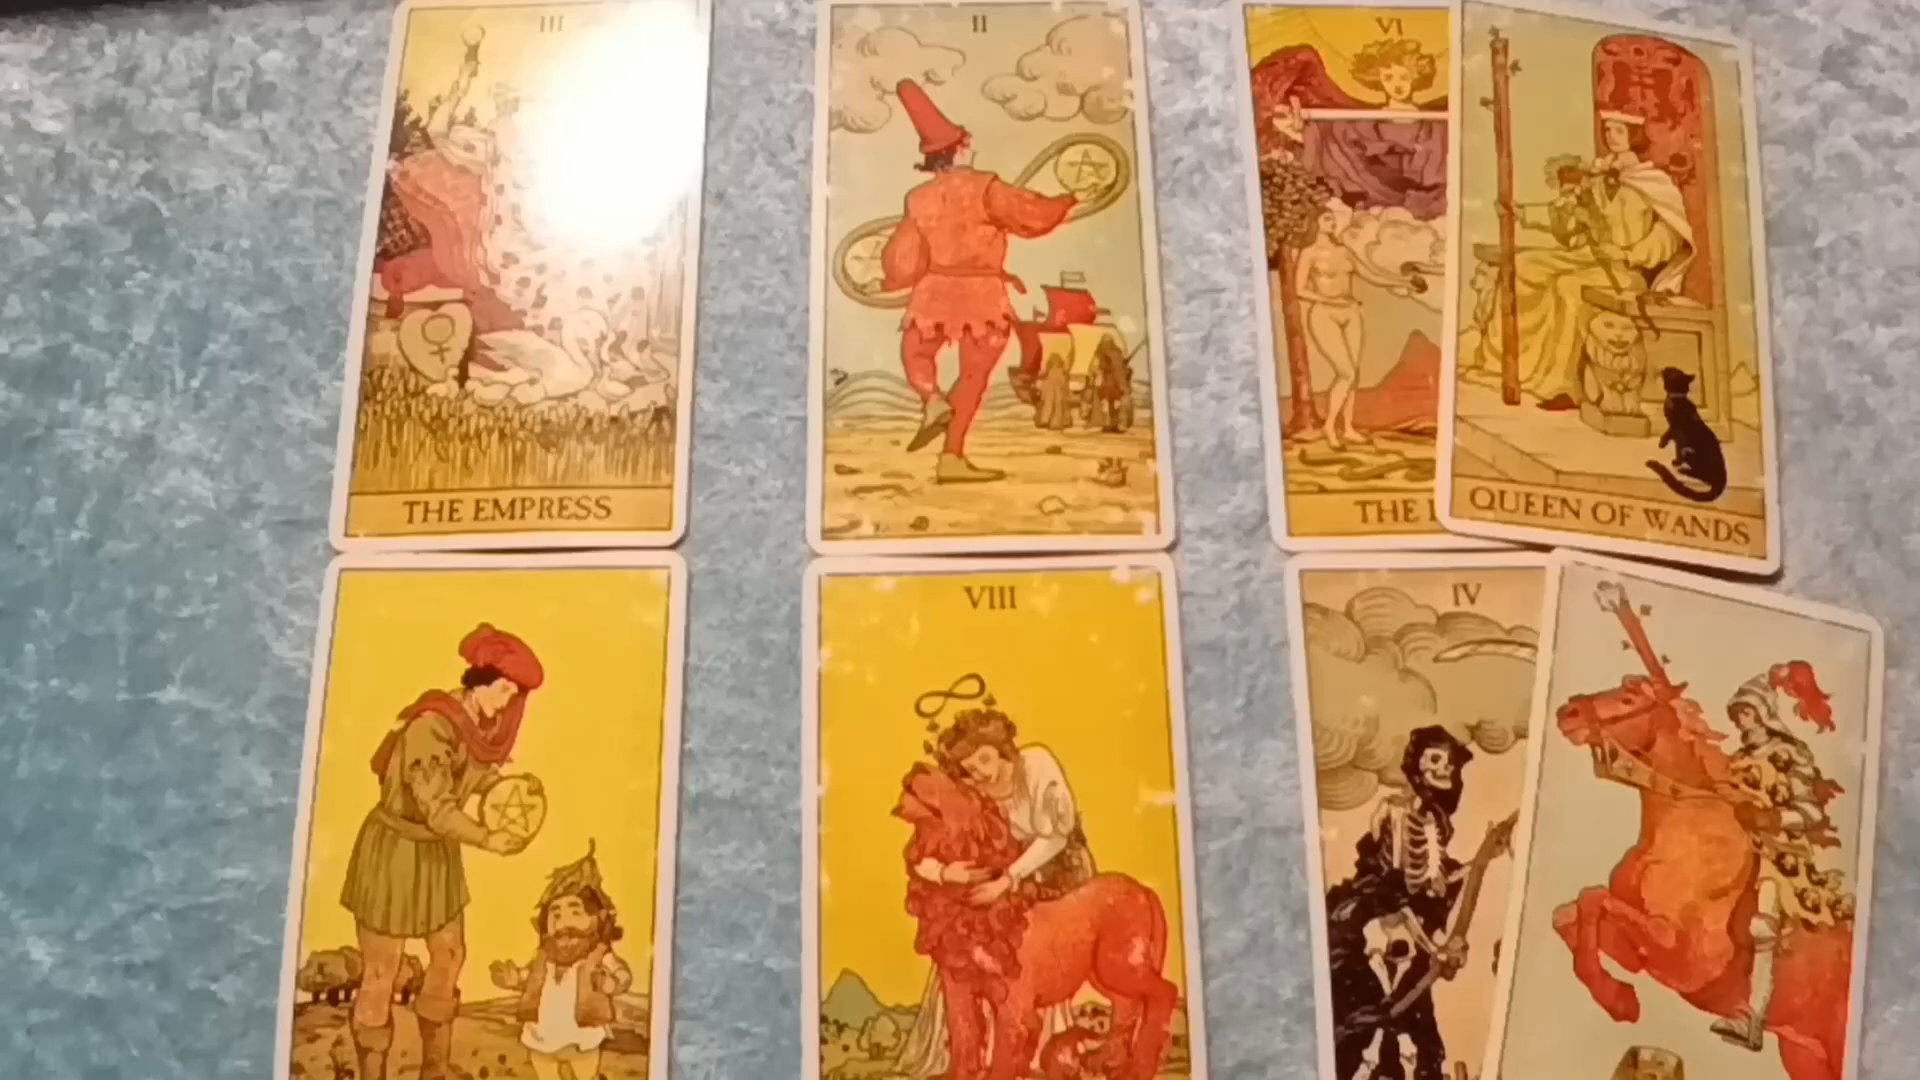 III
II
VI
THE EMPRESS
THE
QUEEN OF WANDS
VIII
IV